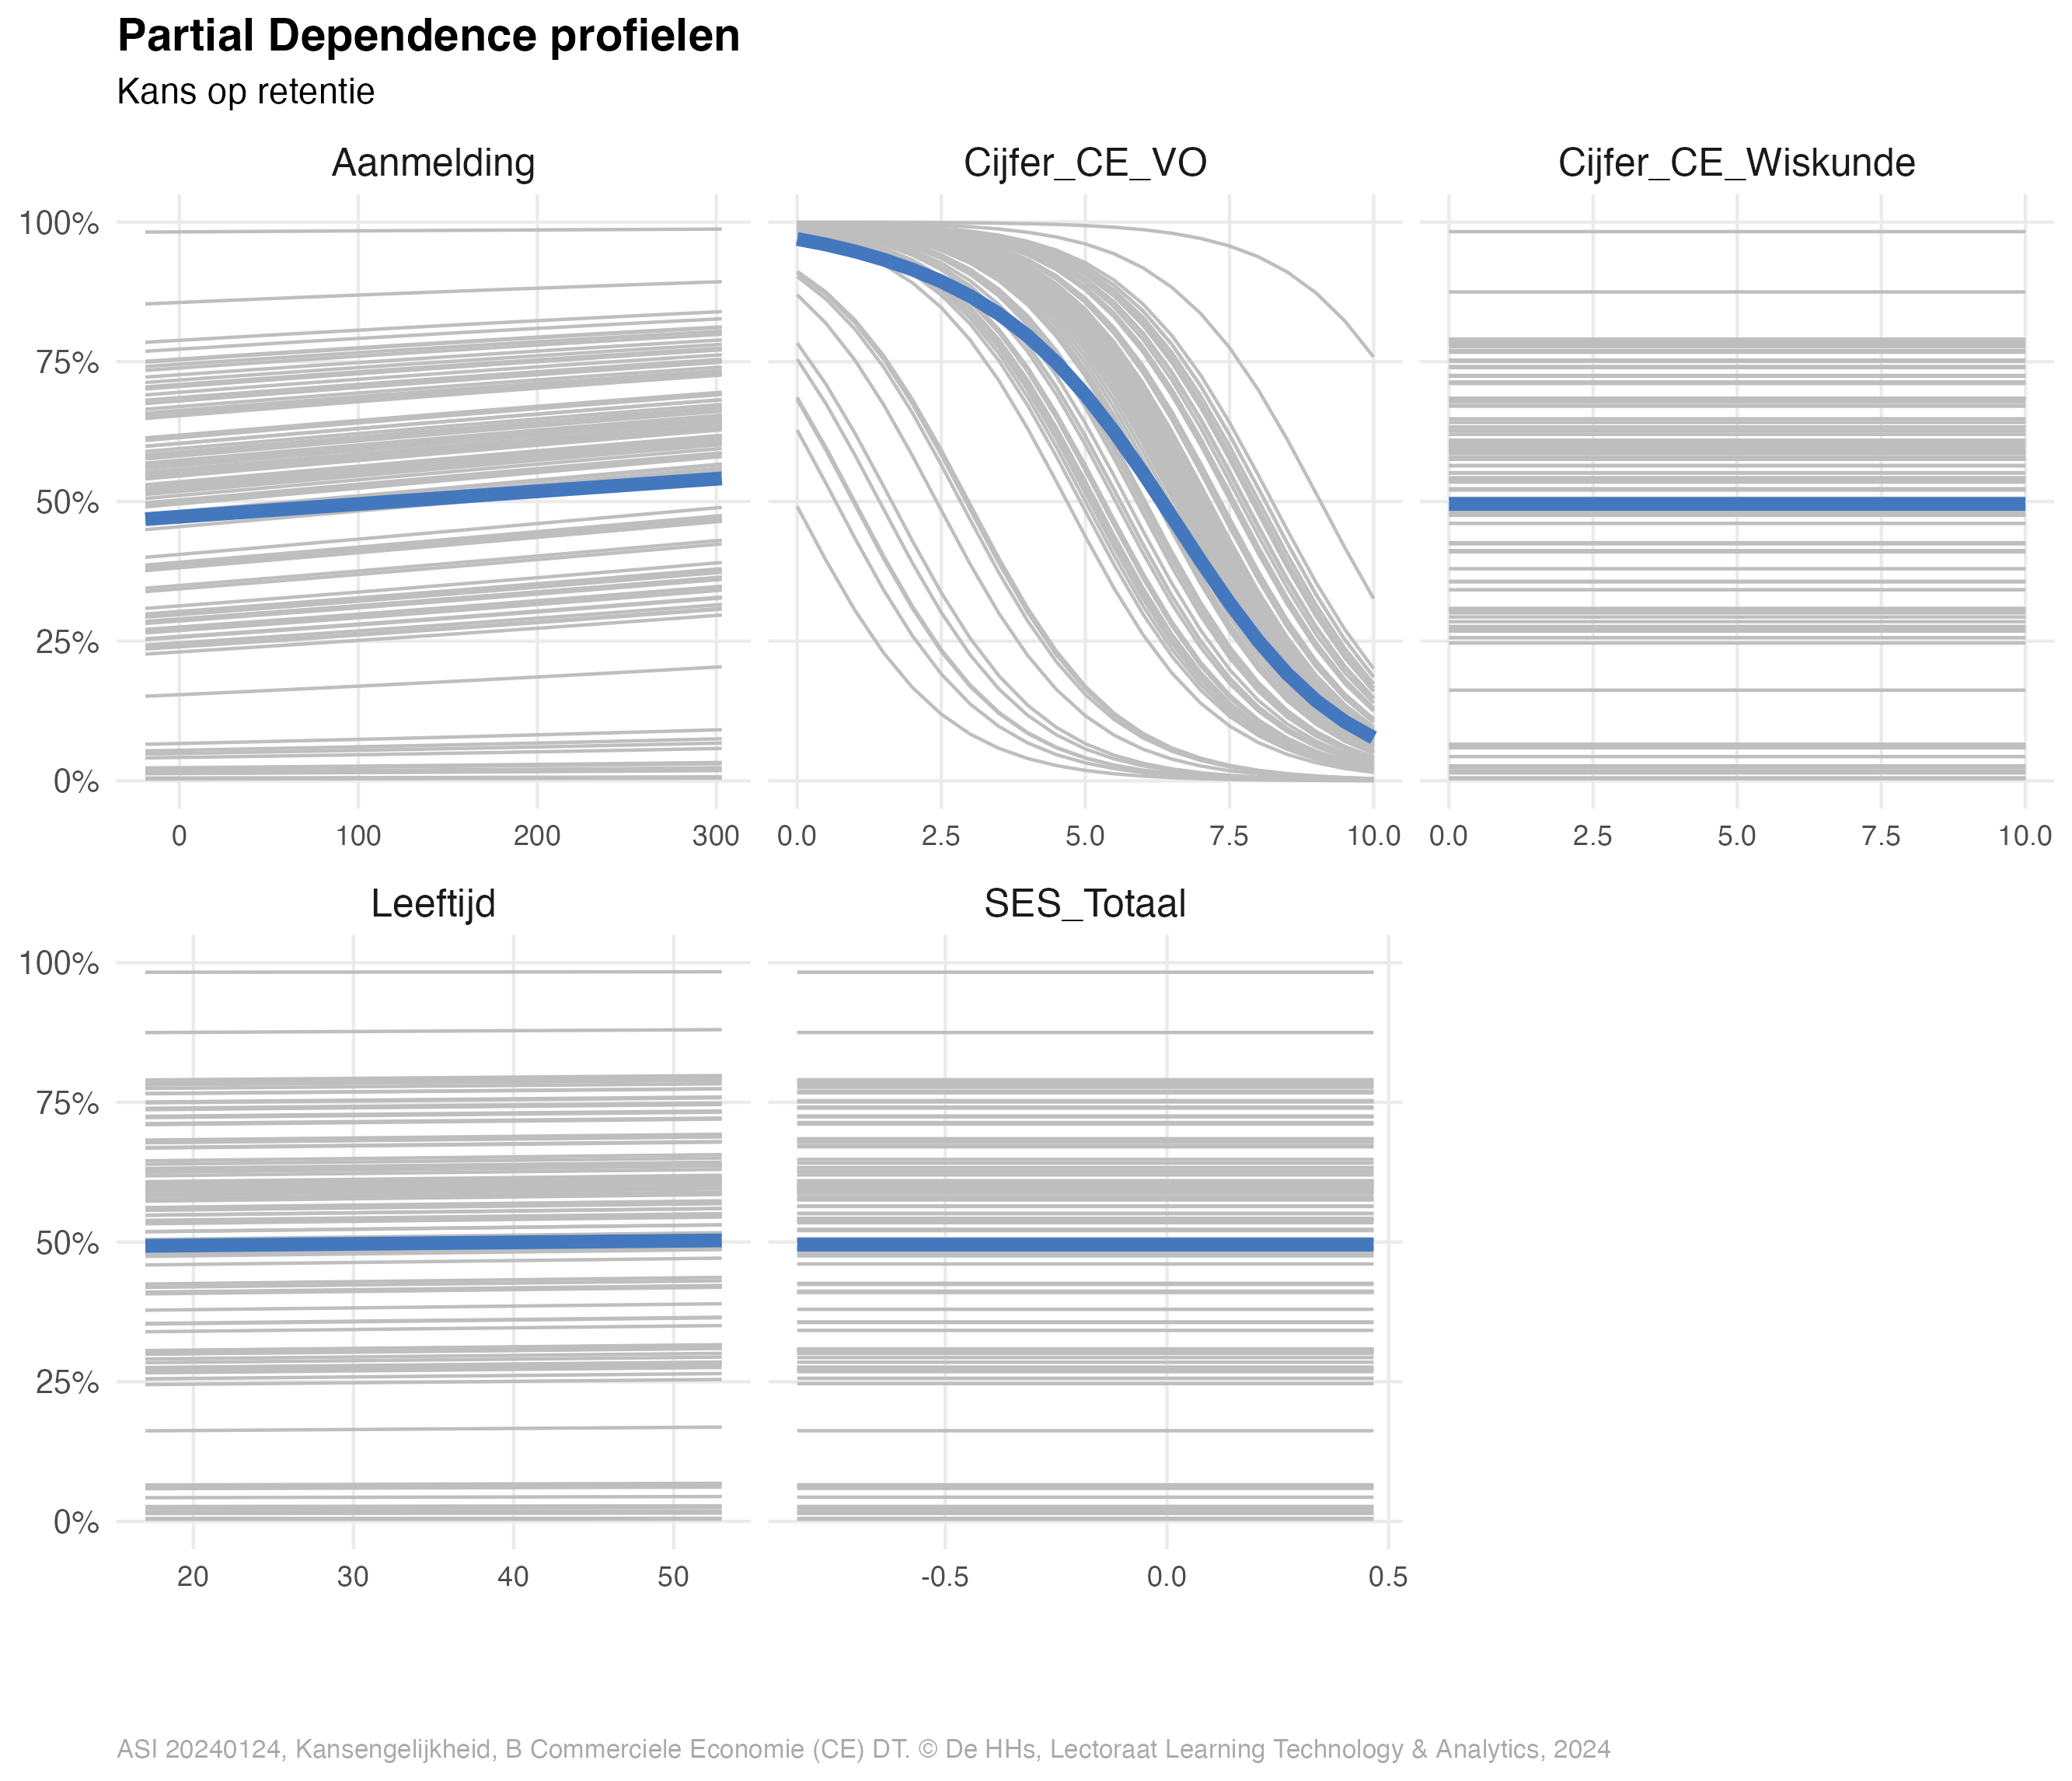 Partial Dependence profielen
Kans op retentie
Aanmelding
Cijfer_CE_VO
Cijfer_CE_Wiskunde
100%
75%
50%
25%
0%
0 100 200 300
0.0 2.5 5.0 7.5 10.0
0.0 2.5 5.0 7.5 10.0
Leeftijd
SES_Totaal
100%
75%
50%
25%
0%
20 30 40 50
-0.5 0.0 0.5
ASI 20240124, Kansengelijkheid, B Commerciele Economie (CE) DT. © De HHs, Lectoraat Learning Technology & Analytics, 2024